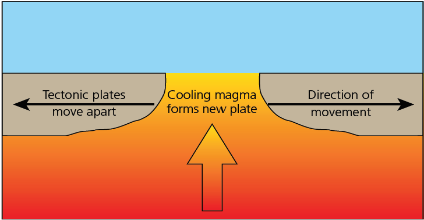 Tectonic plates
move apart
Cooling magma
forms new plate
Direction of
movement